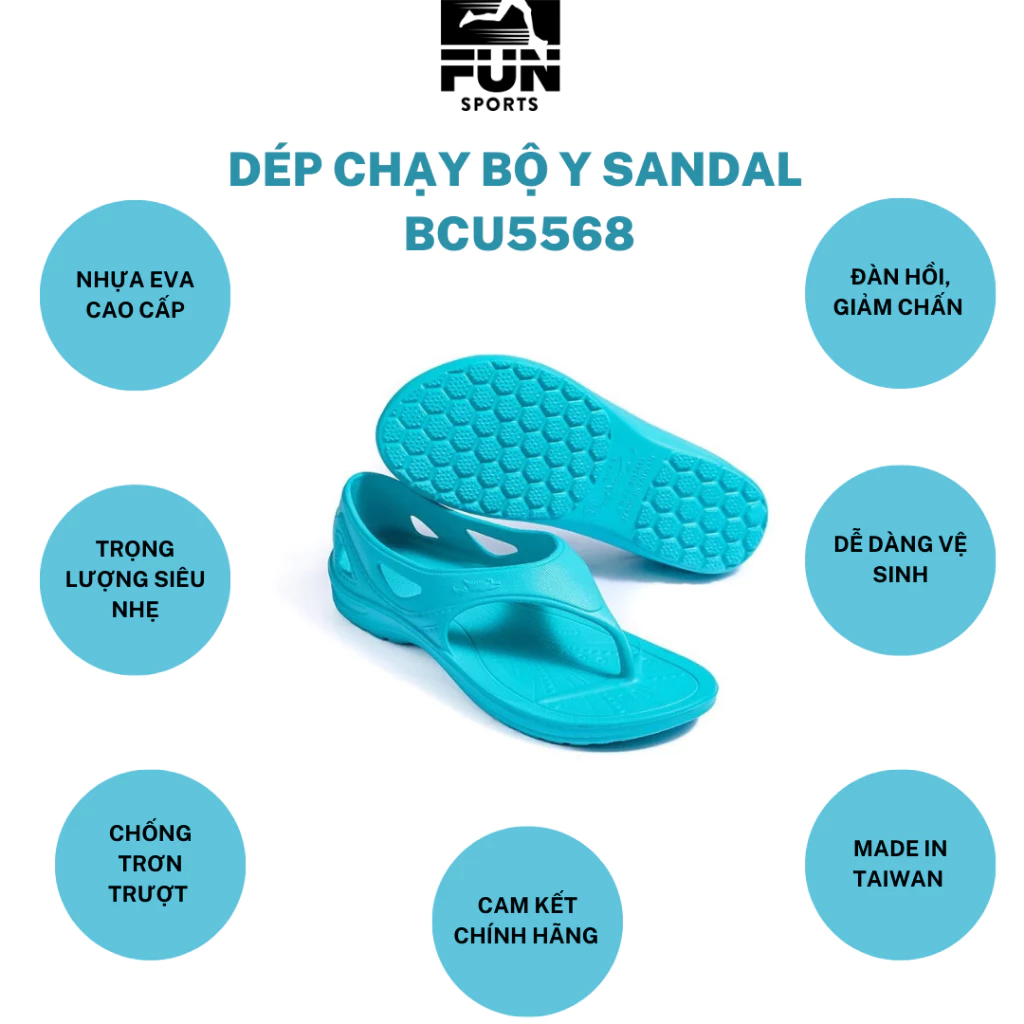 FUN
SPORTS
DÉP CHẠY BỘ Y SANDAL
BCU5568
NHỰA EVA
CAO CẤP
ĐÀN HỒI,
GIẢM CHẤN
TRỌNG
LƯỢNG SIÊU
NHẸ
DỄ DÀNG VỆ
SINH
CHỐNG
TRƠN
TRƯỢT
CAM KẾT
CHÍNH HÃNG
MADE IN
TAIWAN